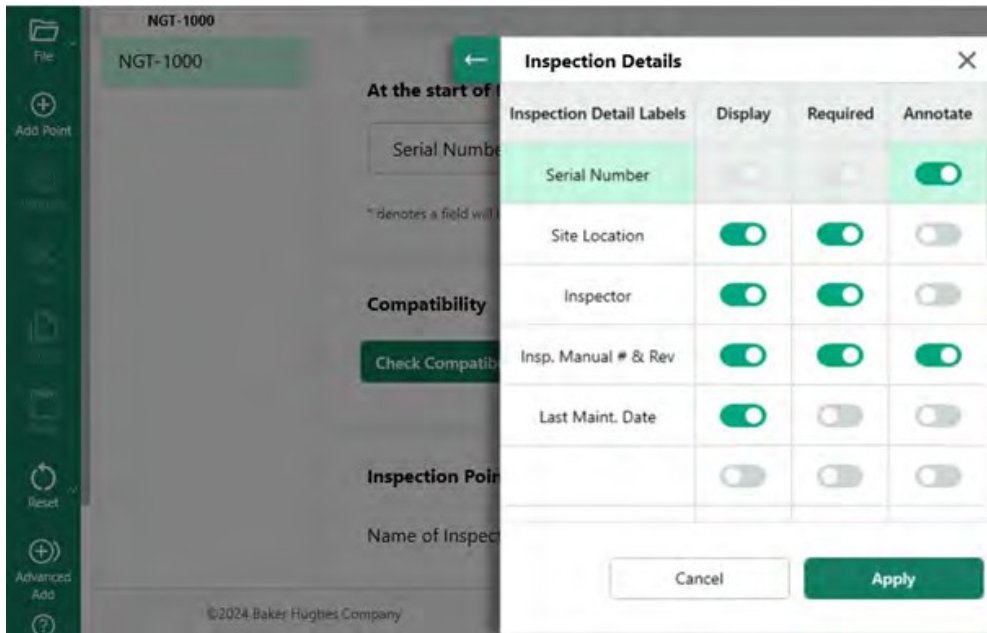 NGT-1000
File
NGT-1000
Add Point
At the start of
Serial Numbe
* denotes a field will
Compatibility
Check Compatib
Inspection Poin
Name of Inspec
Reset
Advanced
Add
©2024 Baker Hughes Company
Inspection Details
Inspection Detail Labels Display Required Annotate
Serial Number
Site Location
Inspector
Insp. Manual # & Rev
Last Maint. Date
Cancel Apply